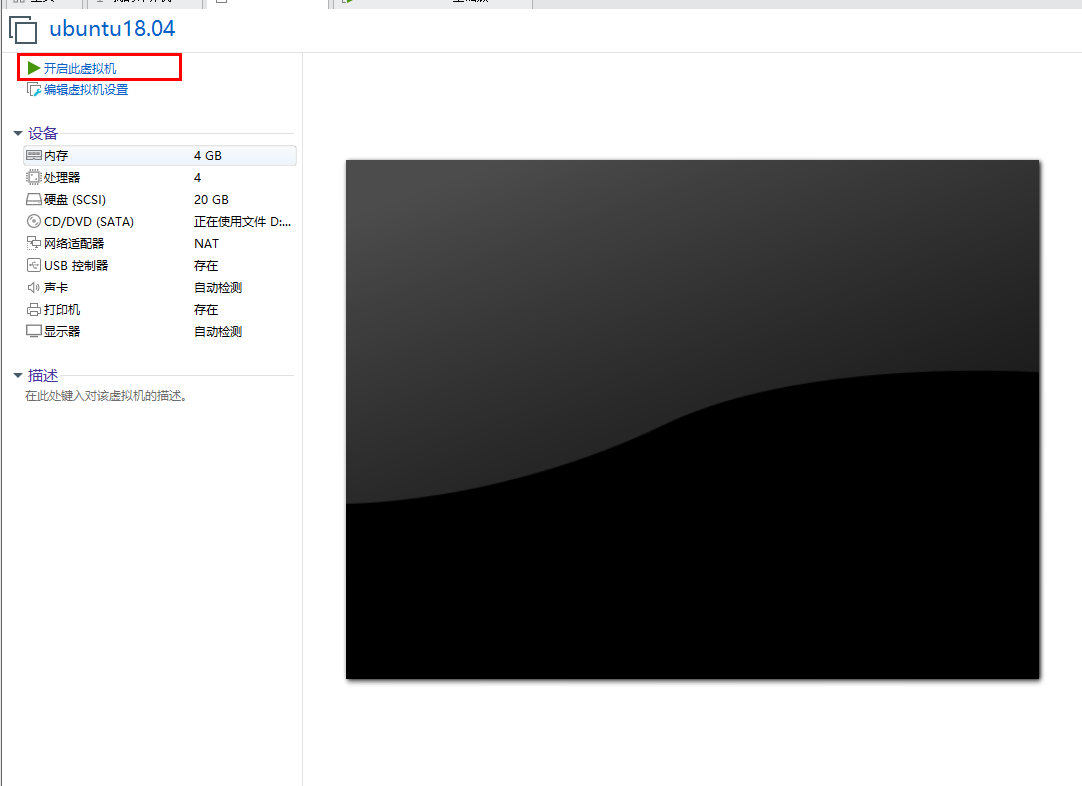 ubuntu18.04
开启此虚拟机
编辑虚拟机设置
设备
内存 4 GB
处理器 4
硬盘 (SCSI) 20 GB
CD/DVD (SATA) 正在使用文件 D:...
网络适配器 NAT
USB 控制器 存在
声卡 自动检测
打印机 存在
显示器 自动检测
描述
在此处键入对该虚拟机的描述。